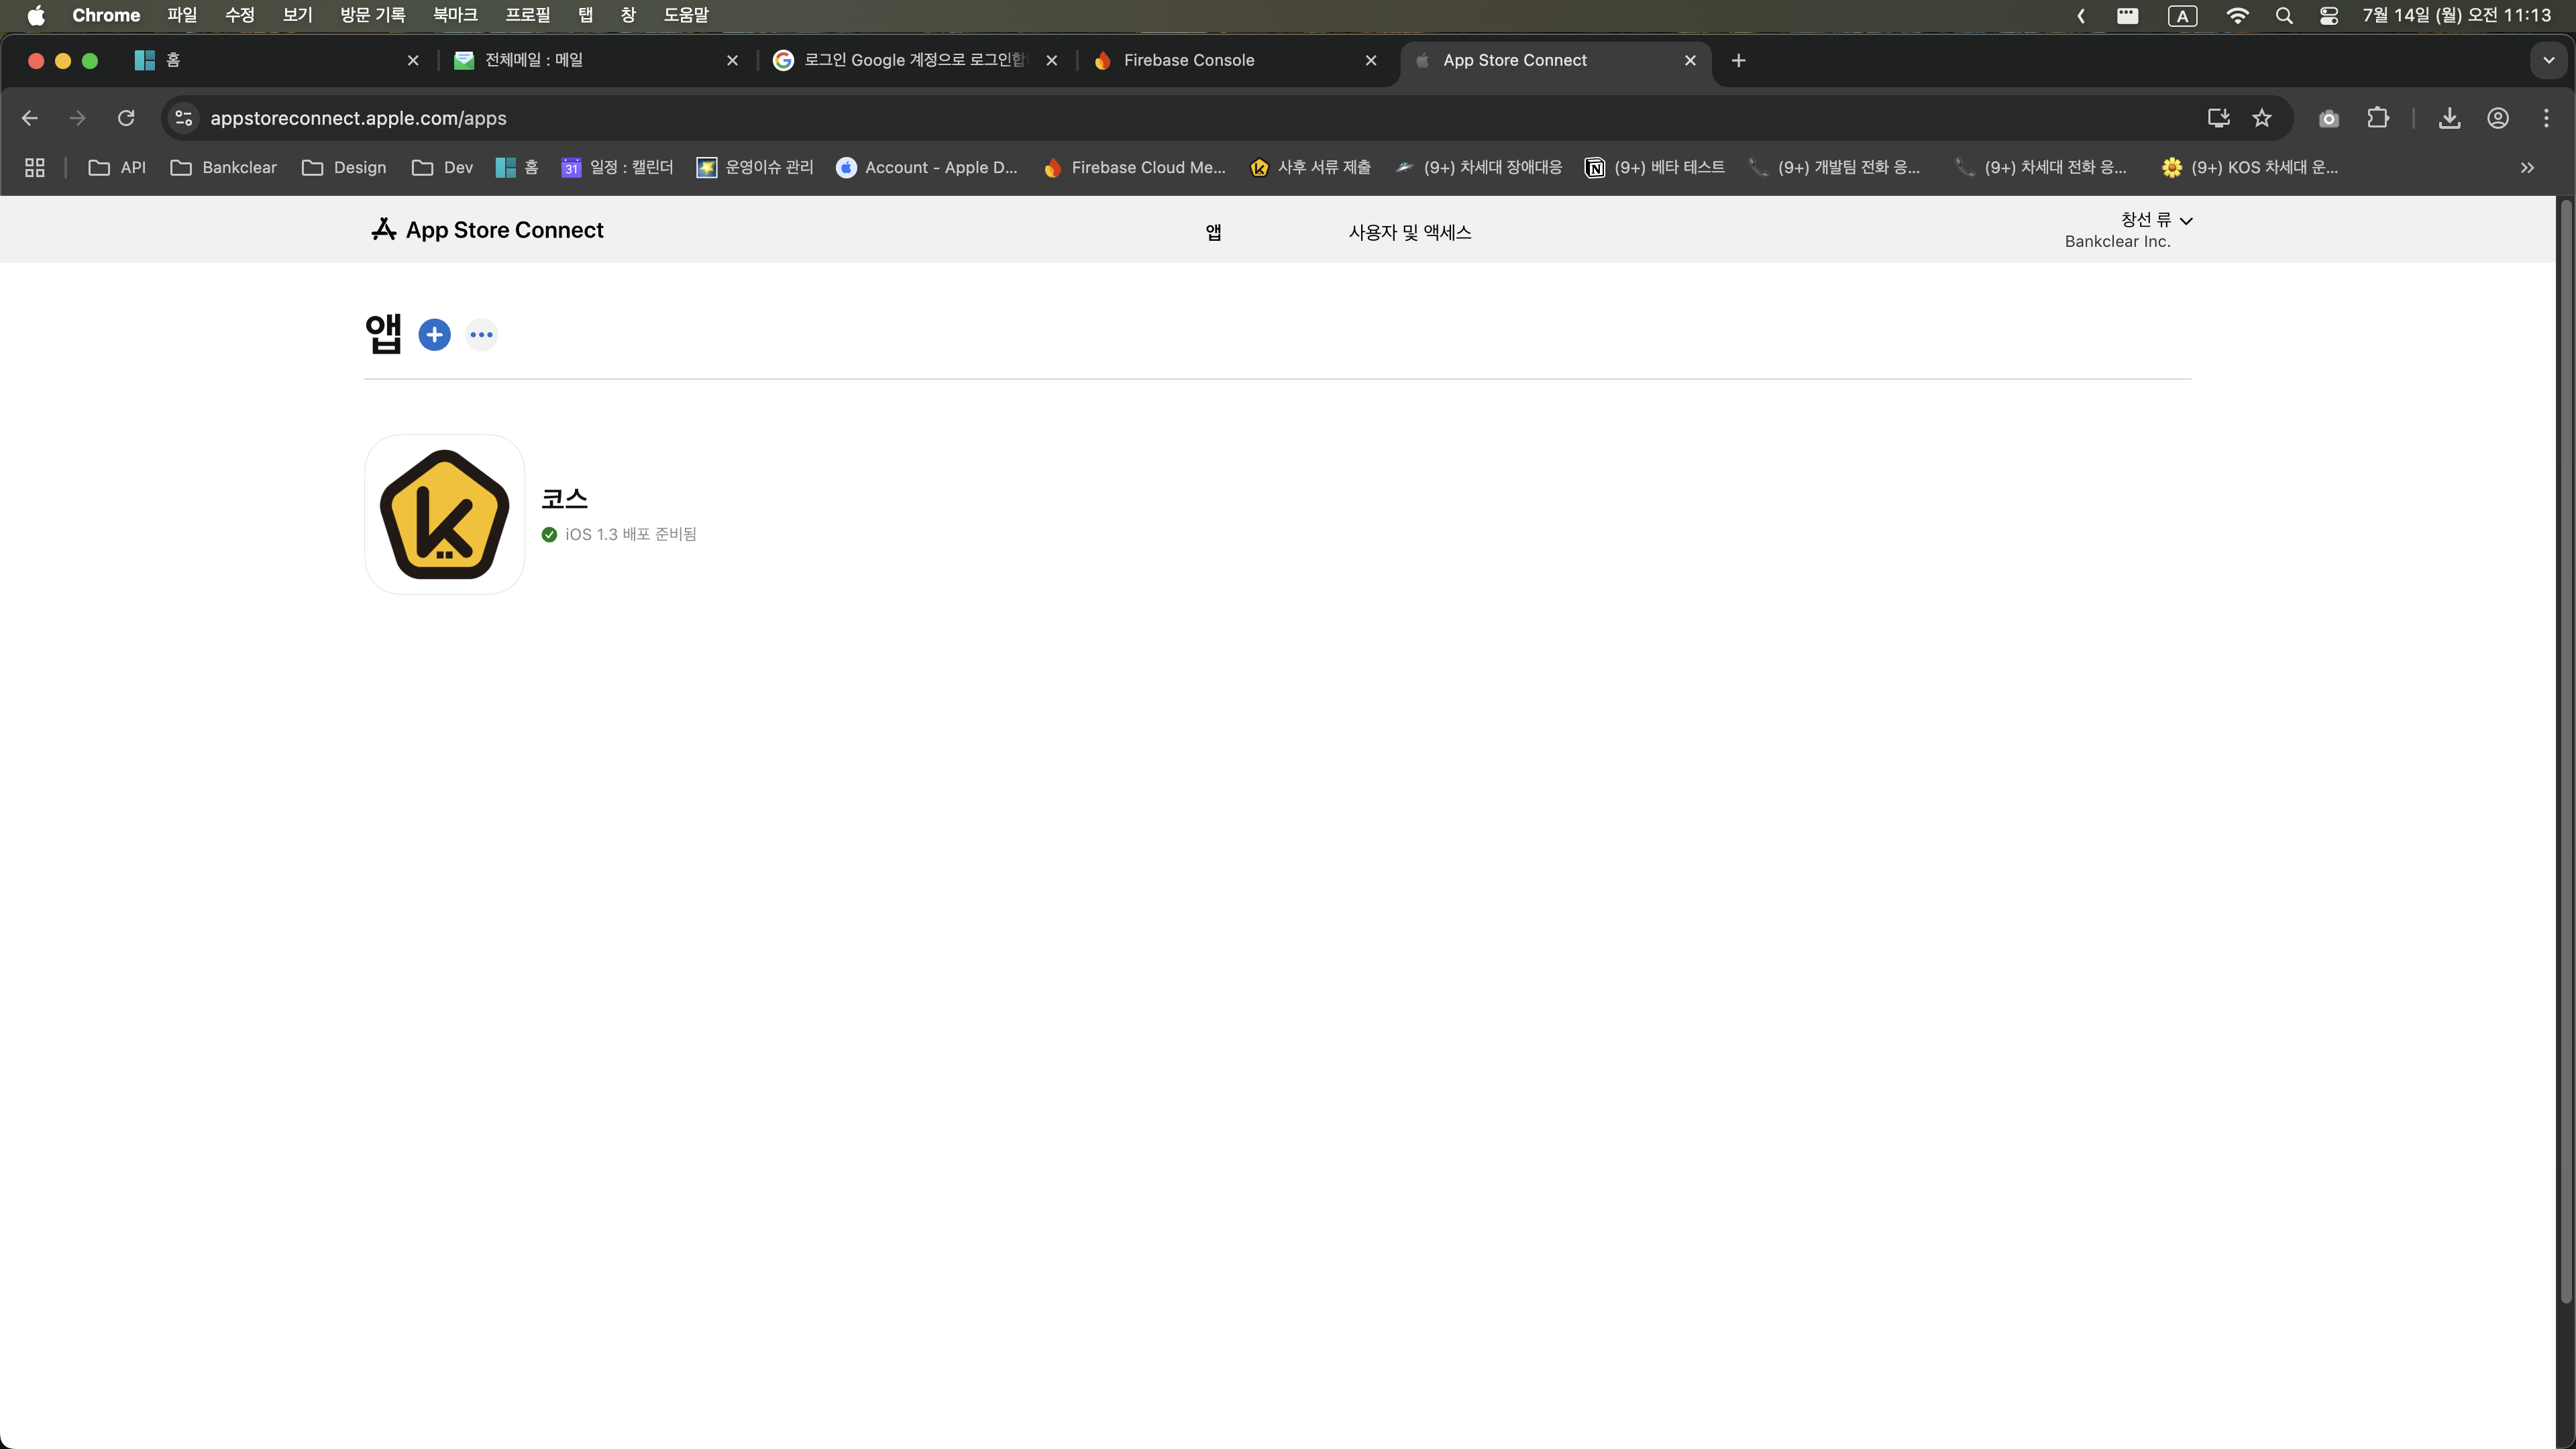 Chrome 파일 수정 보기 방문 기록 북마크 프로필 탭 창 도움말 A 7월 14일 (월) 오전 11:13
홈 전체메일 : 메일 로그인 Google 계정으로 로그인합 Firebase Console App Store Connect
appstoreconnect.apple.com/apps
API Bankclear Design Dev 홈 31 일정 : 캘린더 운영이슈 관리 Account - Apple D... Firebase Cloud Me... 사후 서류 제출 (9+) 차세대 장애대응 (9+) 베타 테스트 (9+) 개발팀 전화 응... (9+) 차세대 전화 응... (9+) KOS 차세대 운...
App Store Connect 앱 사용자 및 액세스 창선 류
Bankclear Inc.
앱
k
코스
iOS 1.3 배포 준비됨